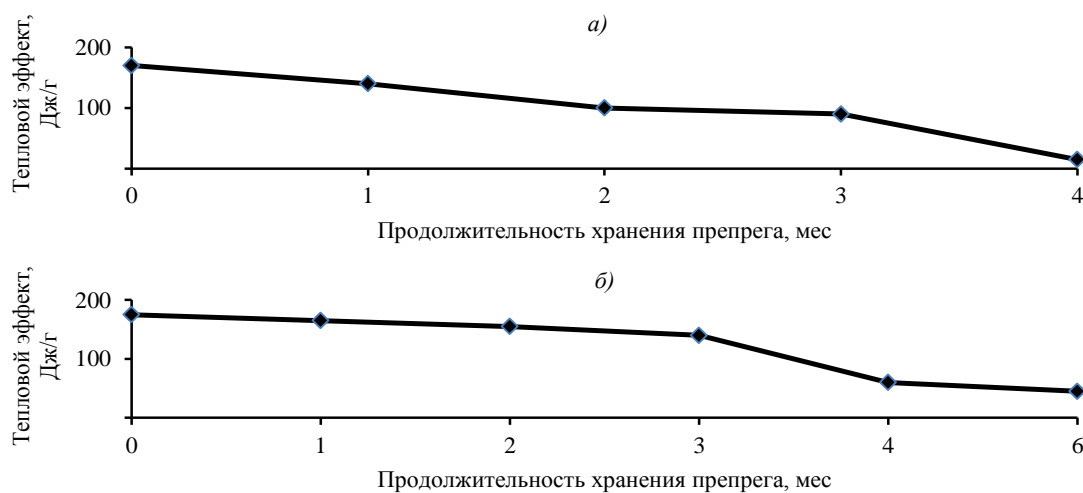 а)
Тепловой эффект,
Дж/г
200
100
0 1 2 3 4
Продолжительность хранения препрега, мес
б)
Тепловой эффект,
Дж/г
200
100
0 1 2 3 4 6
Продолжительность хранения препрега, мес